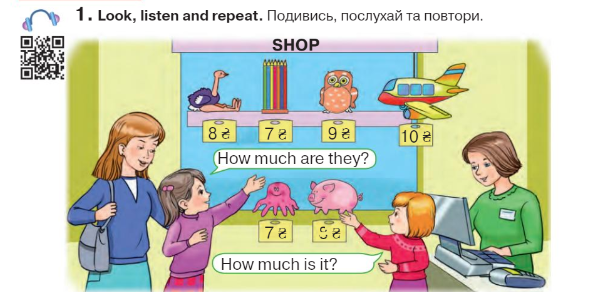 1. Look, listen and repeat. Подивись, послухай та повтори.
SHOP
8 ₴ 7 ₴ 9 ₴ 10 ₴
How much are they?
7 ₴ ₴
How much is it?